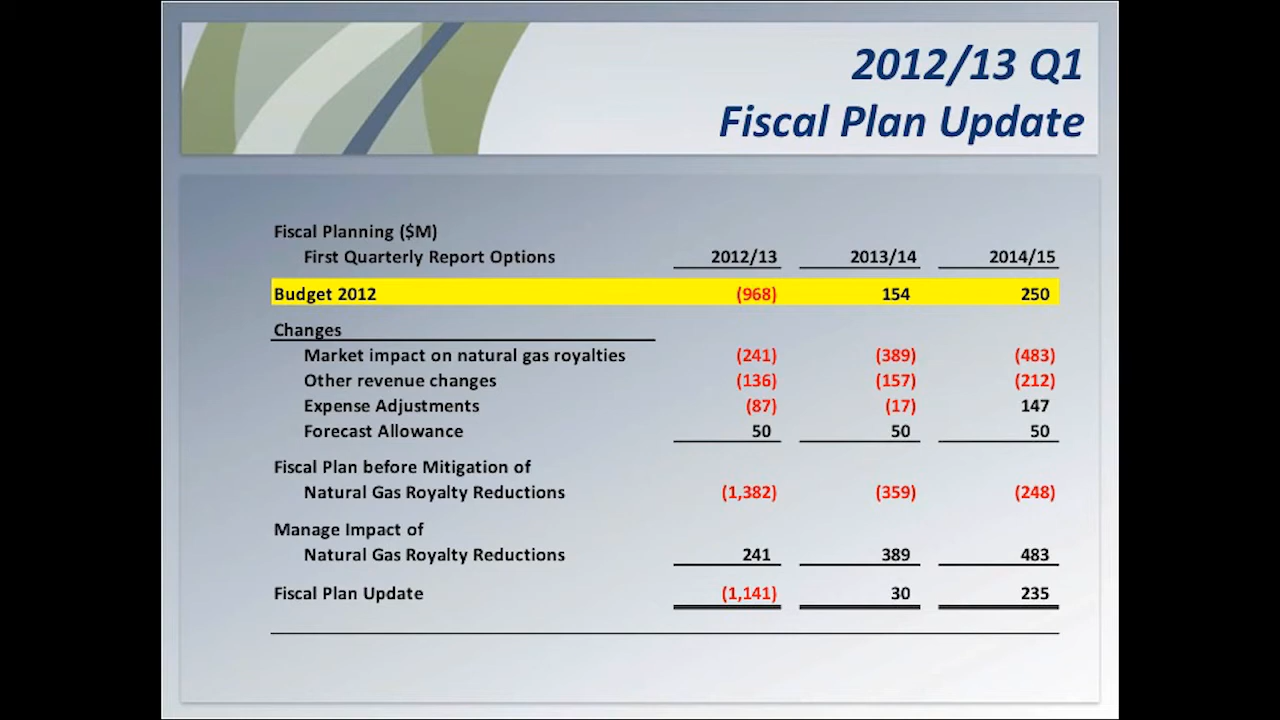 2012/13 Q1
Fiscal Plan Update
Fiscal Planning ($M)
First Quarterly Report Options 2012/13 2013/14 2014/15
Budget 2012 (968) 154 250
Changes
Market impact on natural gas royalties (241) (389) (483)
Other revenue changes (136) (157) (212)
Expense Adjustments (87) (17) 147
Forecast Allowance 50 50 50
Fiscal Plan before Mitigation of
Natural Gas Royalty Reductions (1,382) (359) (248)
Manage Impact of
Natural Gas Royalty Reductions 241 389 483
Fiscal Plan Update (1,141) 30 235